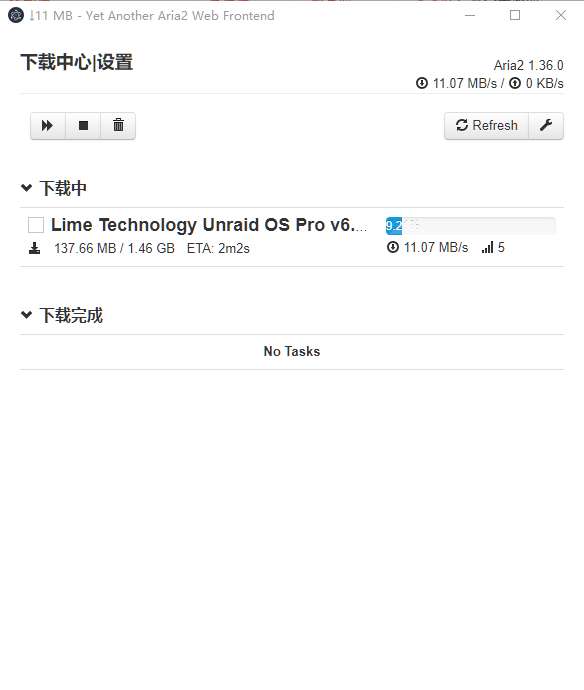 ↓11 MB - Yet Another Aria2 Web Frontend
下载中心|设置
Aria2 1.36.0
11.07 MB/s / 0 KB/s
Refresh
下载中
Lime Technology Unraid OS Pro v6....
9.2
137.66 MB / 1.46 GB ETA: 2m2s
11.07 MB/s 5
下载完成
No Tasks